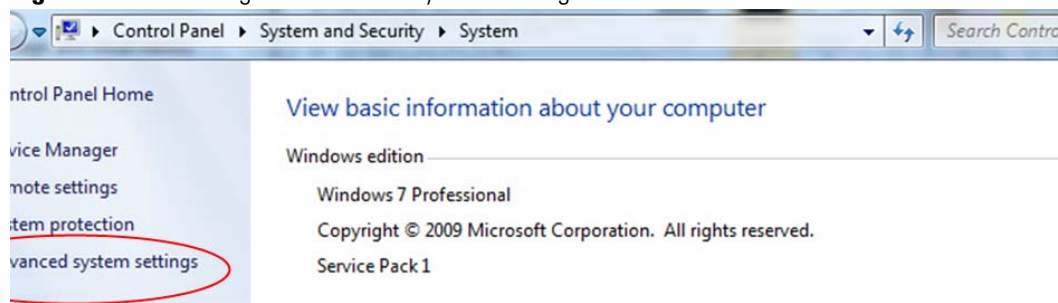 Control Panel ▸ System and Security ▸ System
Search Contro
ntrol Panel Home
View basic information about your computer
vice Manager
Windows edition
mote settings
Windows 7 Professional
stem protection
Copyright © 2009 Microsoft Corporation. All rights reserved.
vanced system settings
Service Pack 1